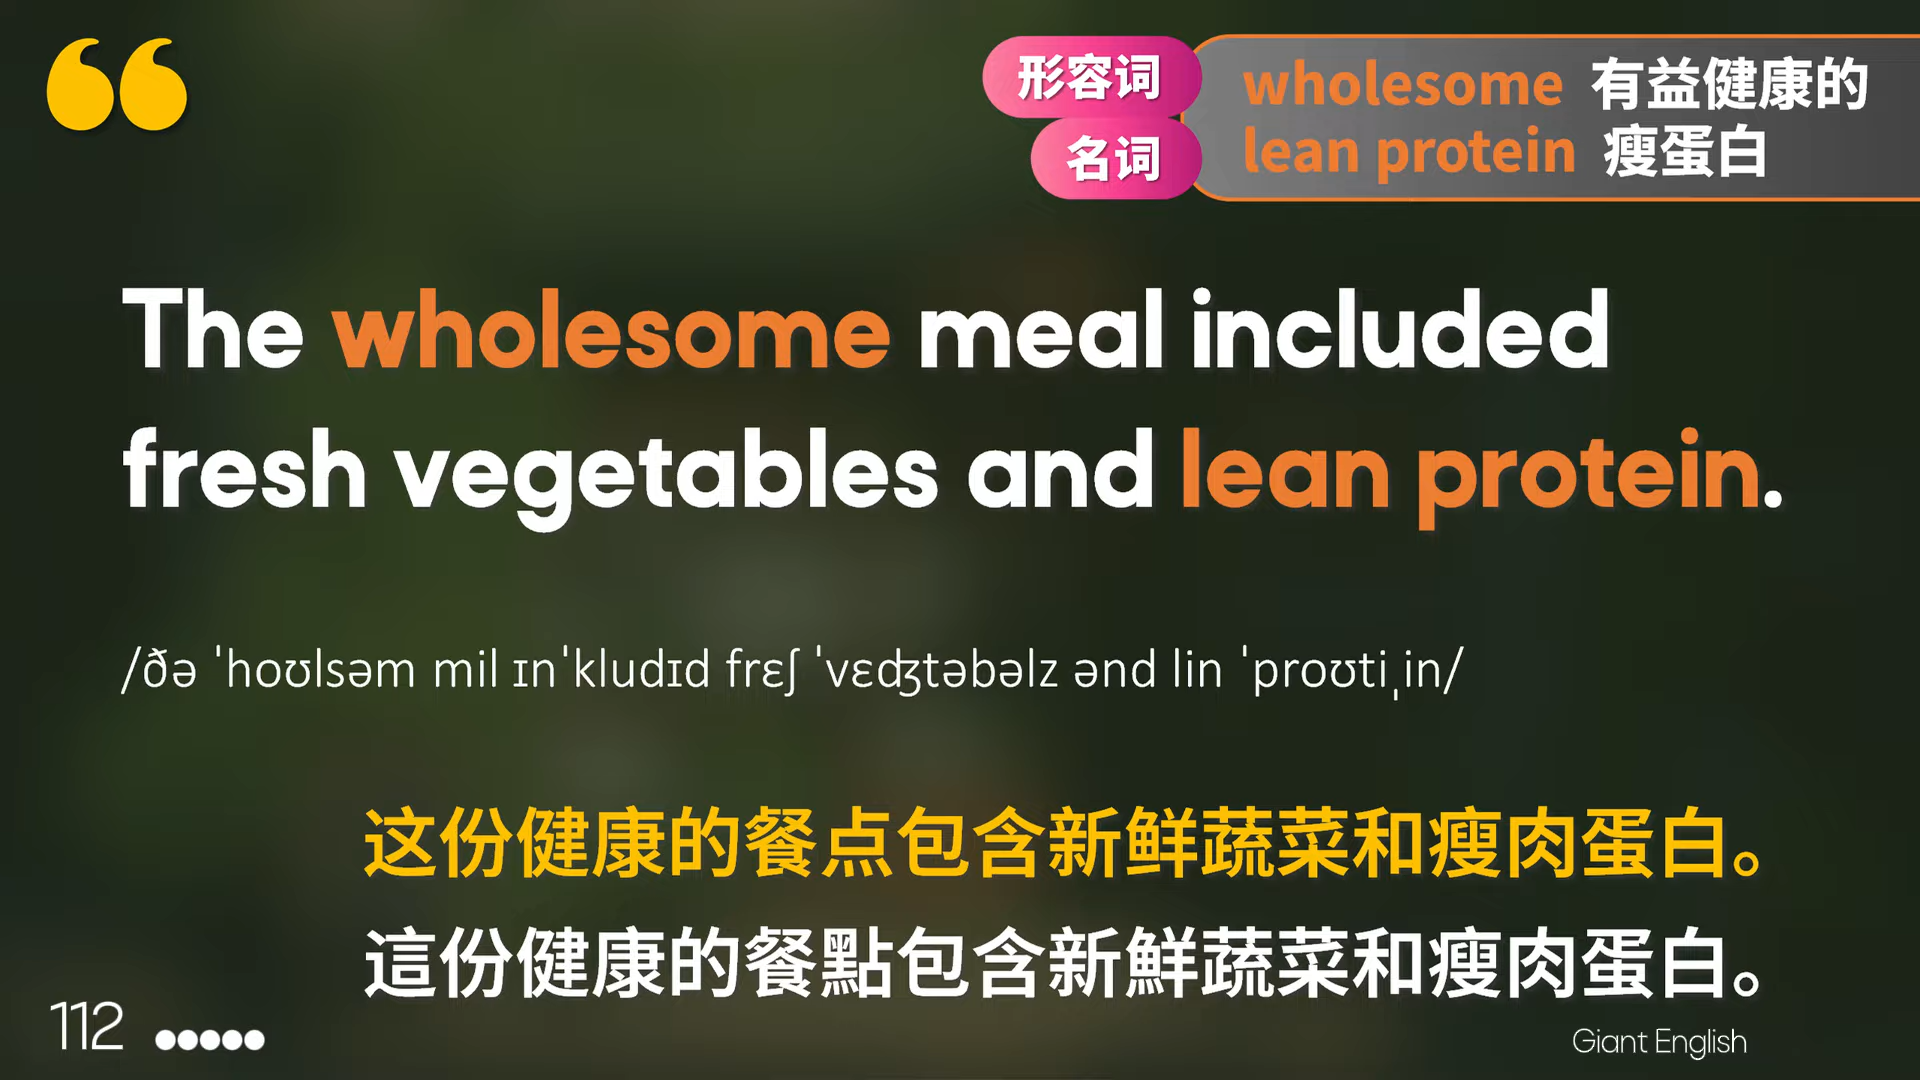 形容词 wholesome 有益健康的
名词 lean protein 瘦蛋白
The wholesome meal included
fresh vegetables and lean protein.
/ðə ˈhoʊlsəm mil ɪnˈkludɪd frɛʃ ˈvɛʤtəbəlz ənd lin ˈproʊtiˌin/
这份健康的餐点包含新鲜蔬菜和瘦肉蛋白。
這份健康的餐點包含新鮮蔬菜和瘦肉蛋白。
112
Giant English